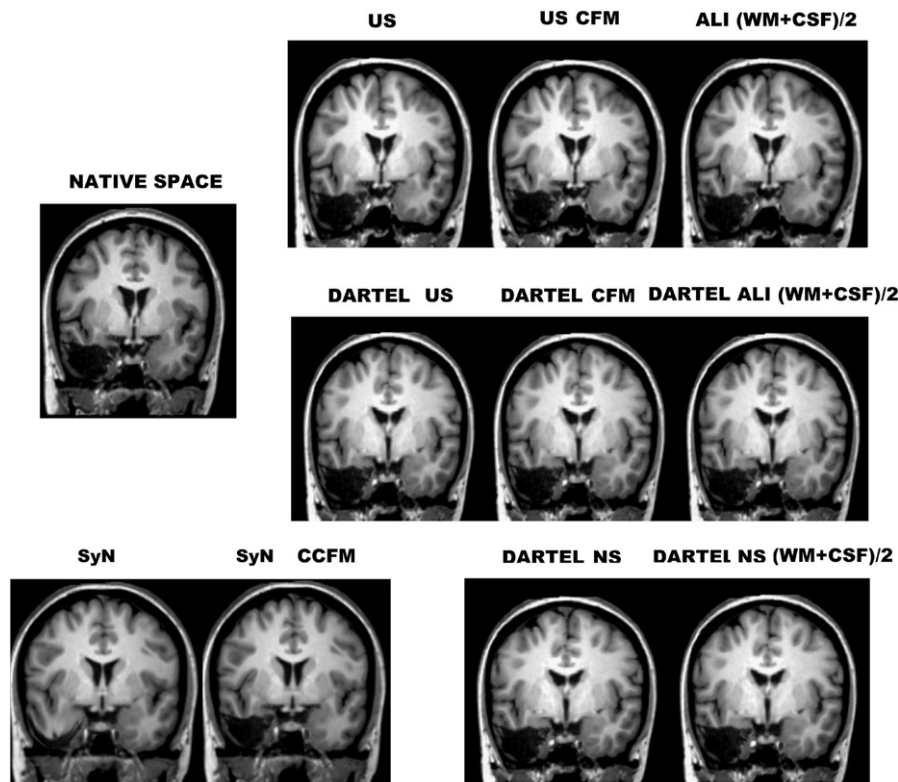 US US CFM ALI (WM+CSF)/2
NATIVE SPACE
DARTEL US DARTEL CFM DARTEL ALI (WM+CSF)/2
SyN SyN CCFM DARTEL NS DARTEL NS (WM+CSF)/2